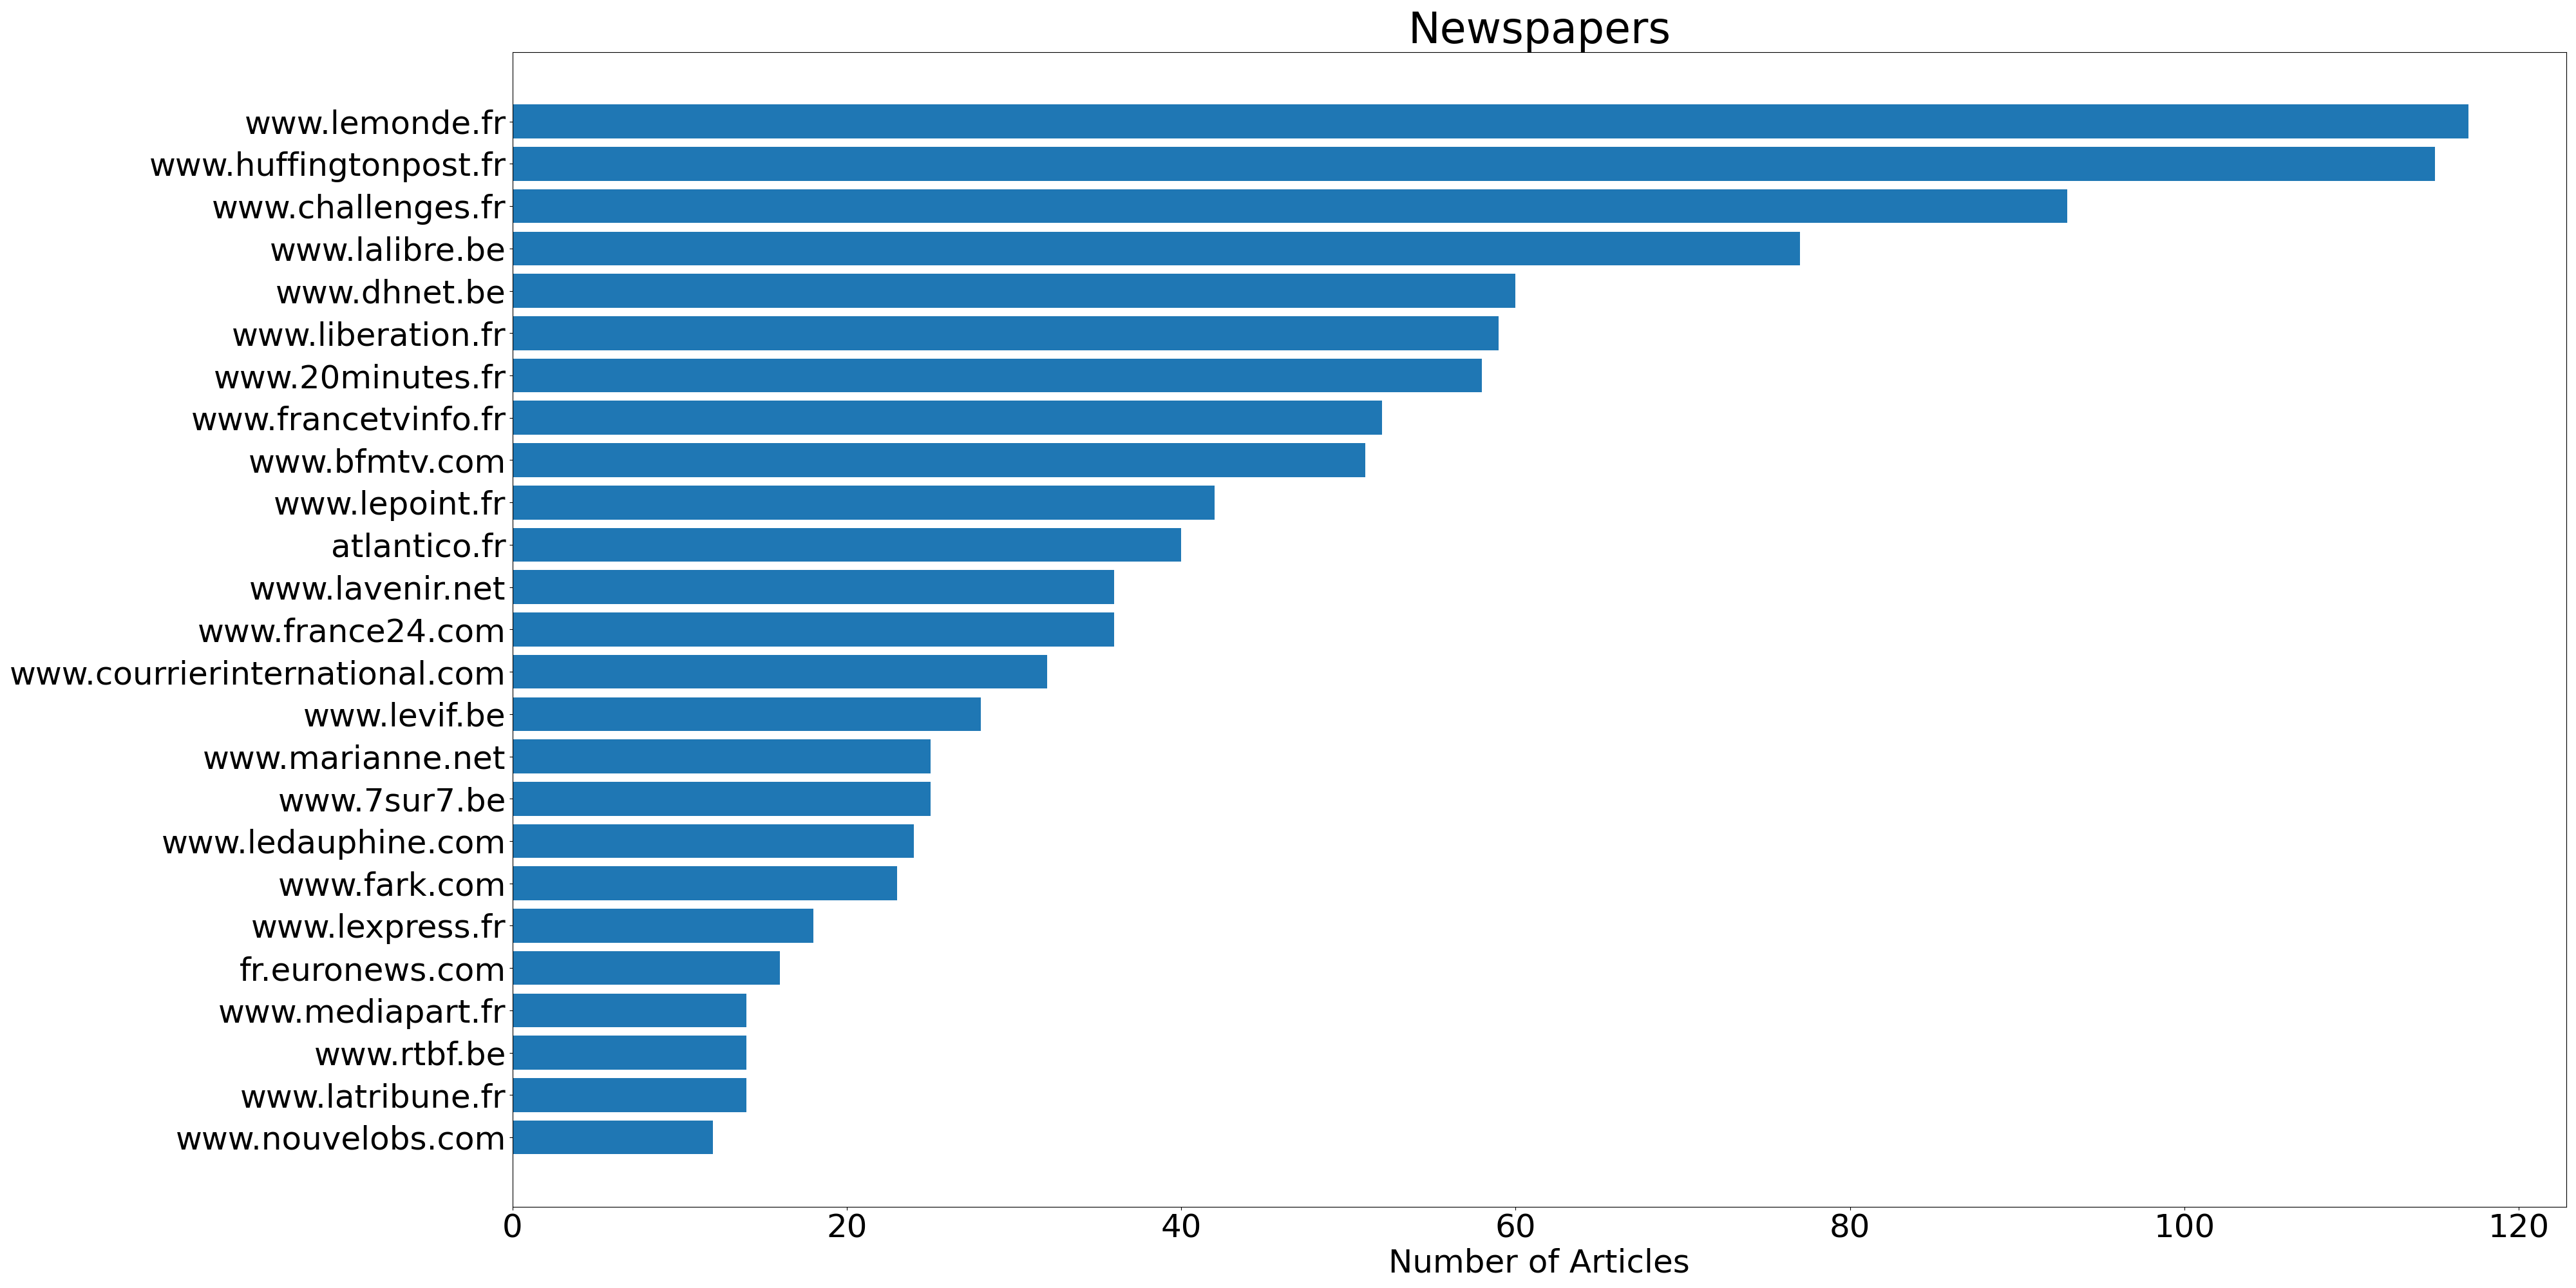 Newspapers
www.lemonde.fr
www.huffingtonpost.fr
www.challenges.fr
www.lalibre.be
www.dhnet.be
www.liberation.fr
www.20minutes.fr
www.francetvinfo.fr
www.bfmtv.com
www.lepoint.fr
atlantico.fr
www.lavenir.net
www.france24.com
www.courrierinternational.com
www.levif.be
www.marianne.net
www.7sur7.be
www.ledauphine.com
www.fark.com
www.lexpress.fr
fr.euronews.com
www.mediapart.fr
www.rtbf.be
www.latribune.fr
www.nouvelobs.com
0 20 40 60 80 100 120
Number of Articles